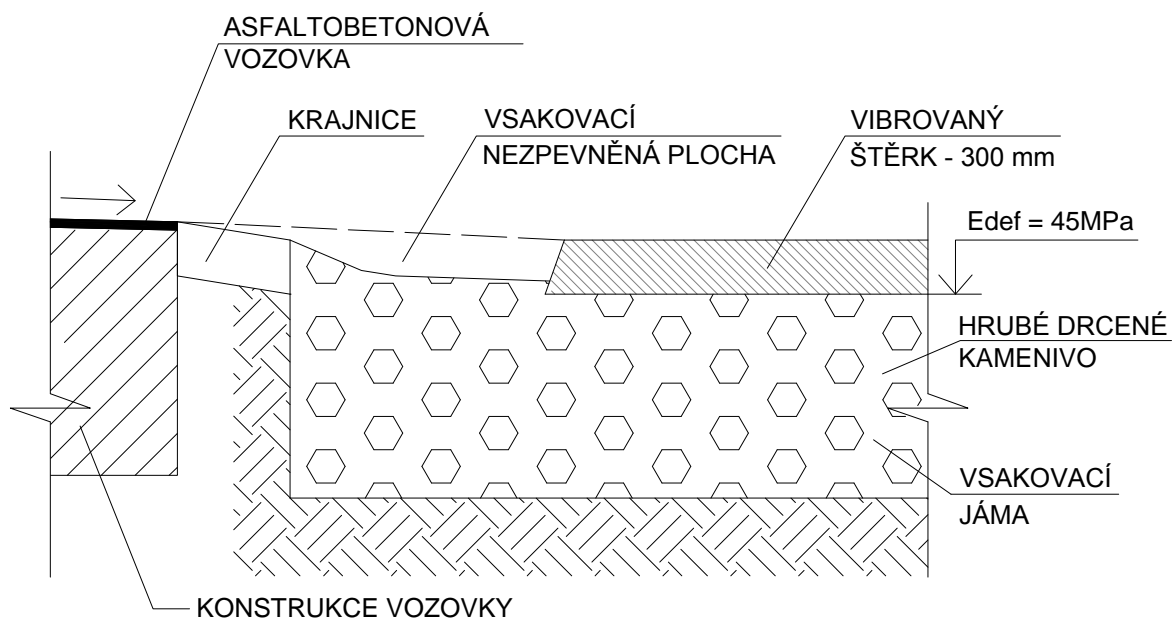 ASFALTOBETONOVÁ
VOZOVKA
KRAJNICE
VSAKOVACÍ
NEZPEVNĚNÁ PLOCHA
VIBROVANÝ
ŠTĚRK - 300 mm
Edef = 45MPa
HRUBÉ DRCENÉ
KAMENIVO
VSAKOVACÍ
JÁMA
KONSTRUKCE VOZOVKY